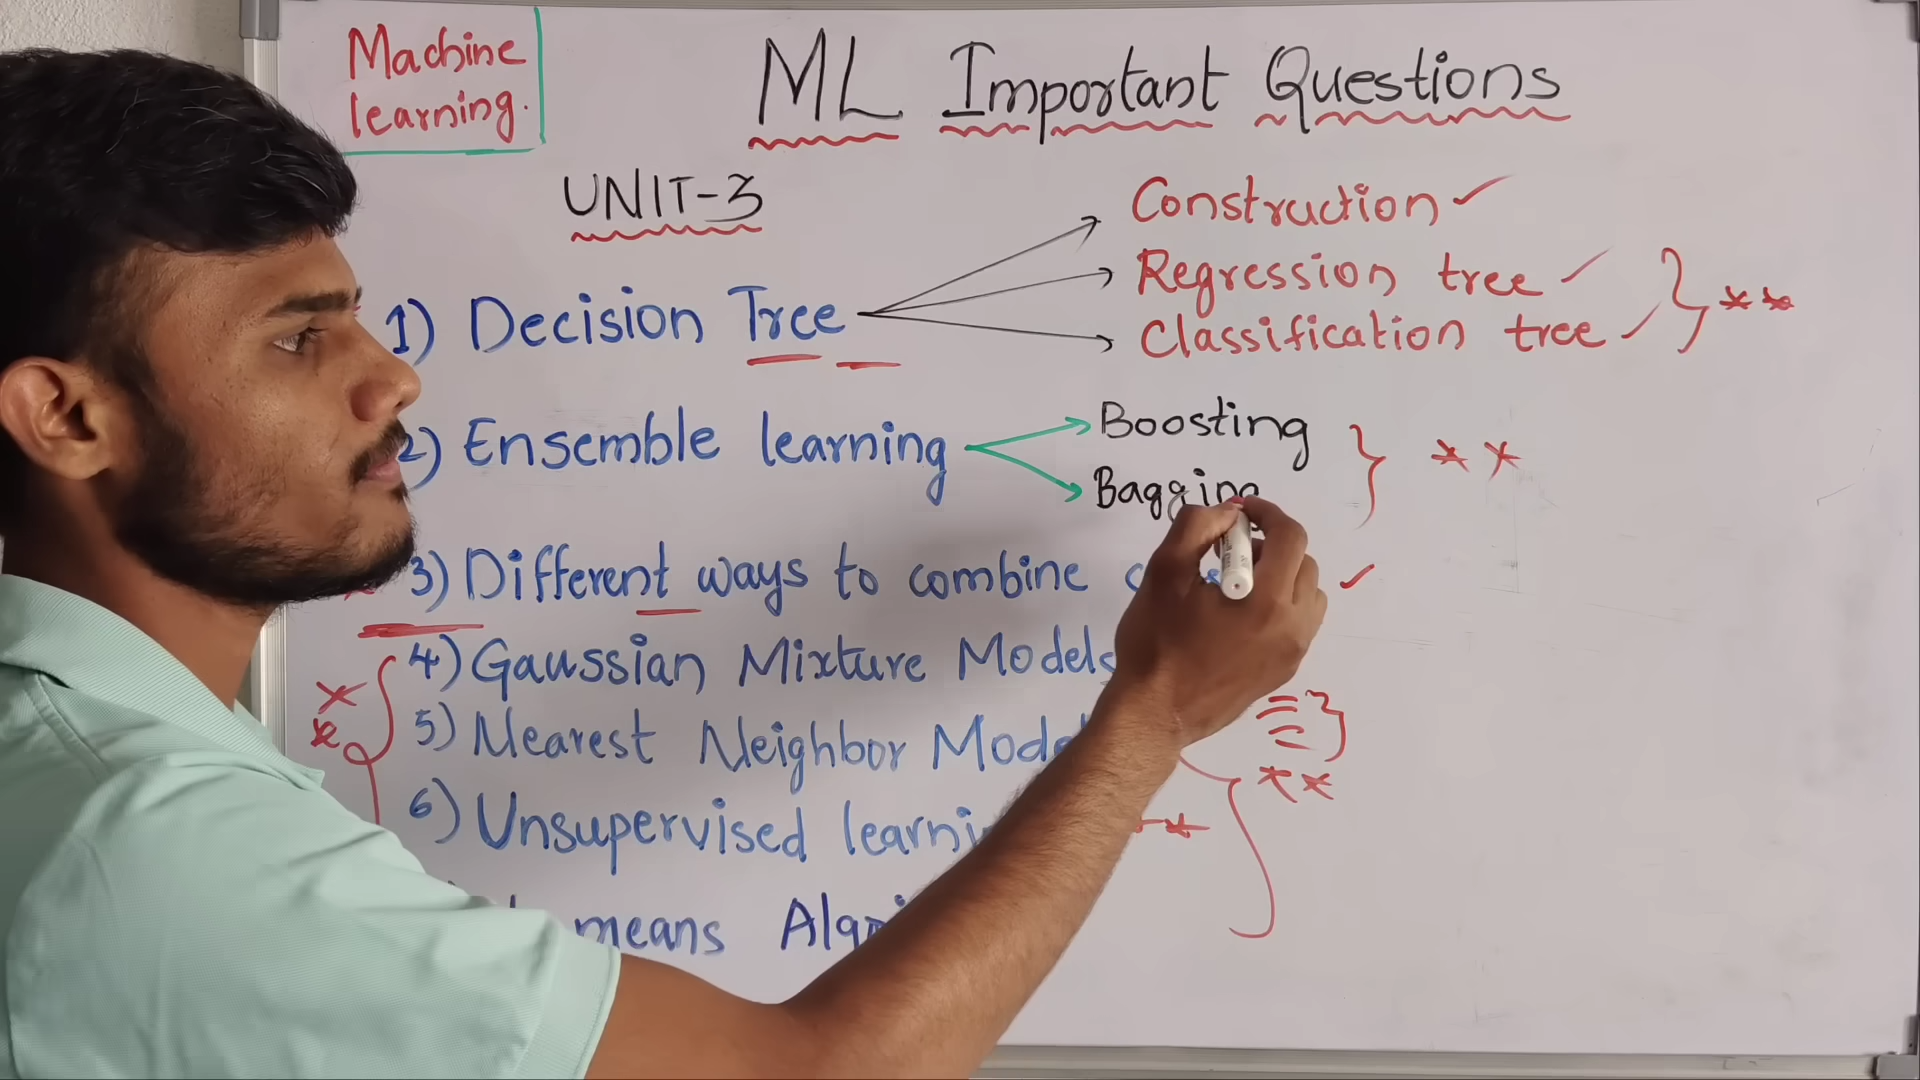 Machine
learning.
ML Important Questions
UNIT-3
1) Decision Tree
Construction
Regression tree
Classification tree
**
2) Ensemble learning
Boosting
Bagging
**
3) Different ways to combine
4) Gaussian Mixture Models
5) Nearest Neighbor
**
6) Unsupervised
means